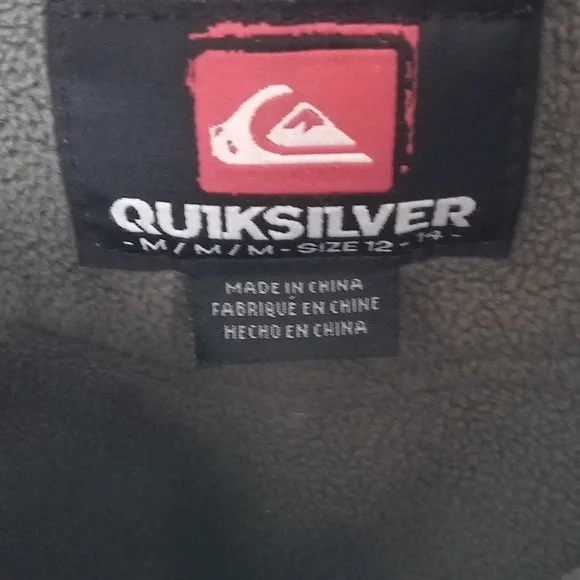 QUIKSILVER
- M / M / M - SIZE 12 - 14 -
MADE IN CHINA
FABRIQUÉ EN CHINE
HECHO EN CHINA